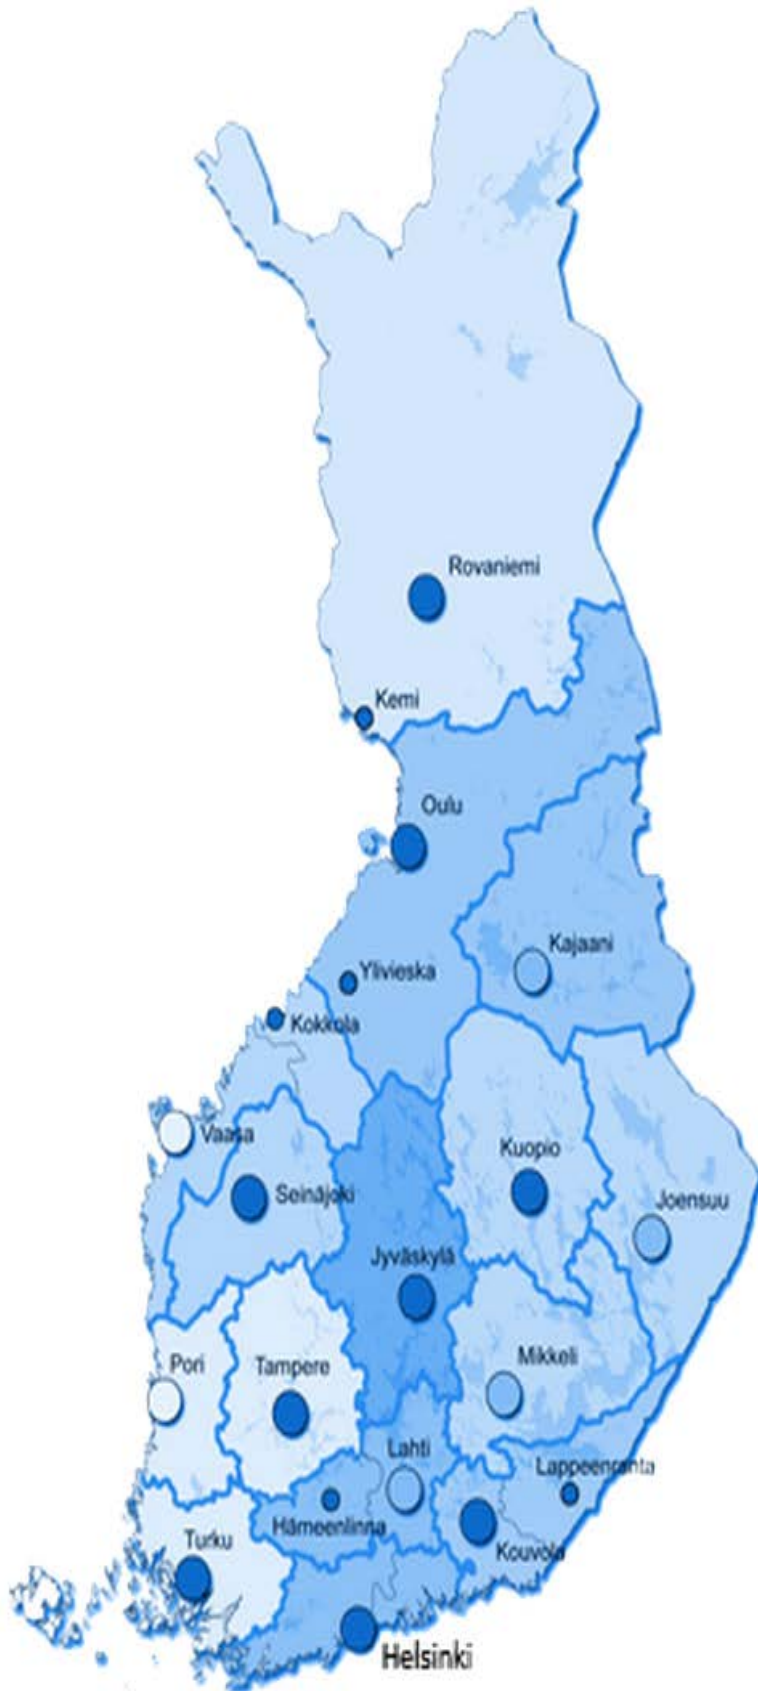 Rovaniemi
Kemi
Oulu
Kajaani
Ylivieska
Kokkola
Vaasa
Kuopio
Seinäjoki
Joensuu
Jyväskylä
Mikkeli
Pori
Tampere
Lahti
Lappeenranta
Hämeenlinna
Turku
Kouvola
Helsinki